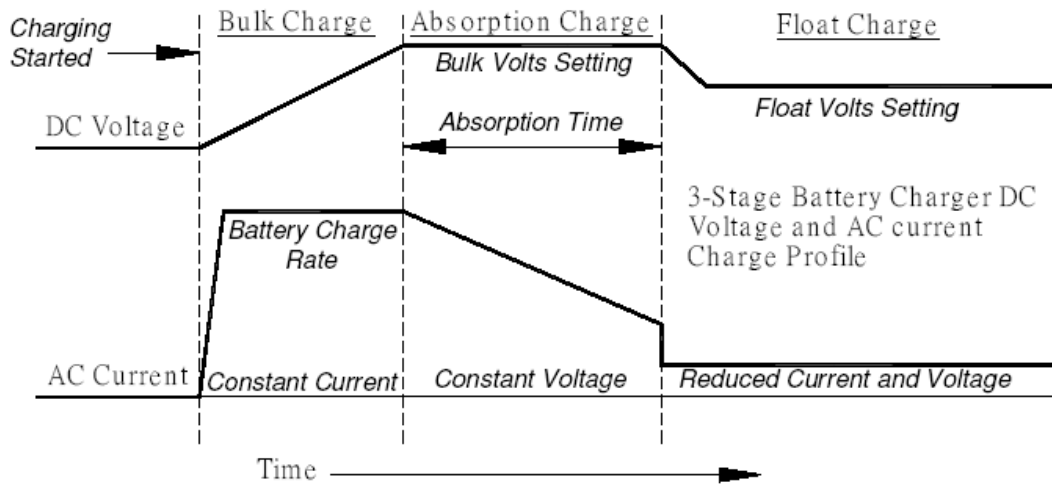 Charging
Started
Bulk Charge
Absorption Charge
Float Charge
Bulk Volts Setting
Float Volts Setting
DC Voltage
Absorption Time
3-Stage Battery Charger DC
Voltage and AC current
Charge Profile
Battery Charge
Rate
AC Current
Constant Current
Constant Voltage
Reduced Current and Voltage
Time